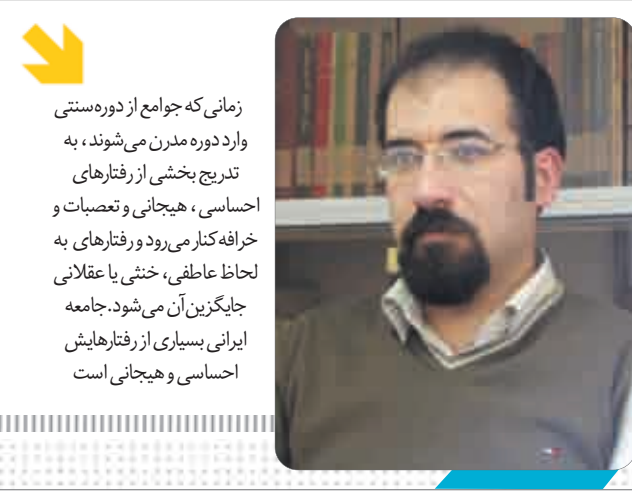 زمانی‌که جوامع از دوره سنتی
وارد دوره مدرن می‌شوند، به
تدریج بخشی از رفتارهای
احساسی ، هیجانی و تعصبات و
خرافه کنار می‌رود و رفتارهای به
لحاظ عاطفی، خنثی یا عقلانی
جایگزین آن می‌شود.جامعه
ایرانی بسیاری از رفتارهایش
احساسی و هیجانی است